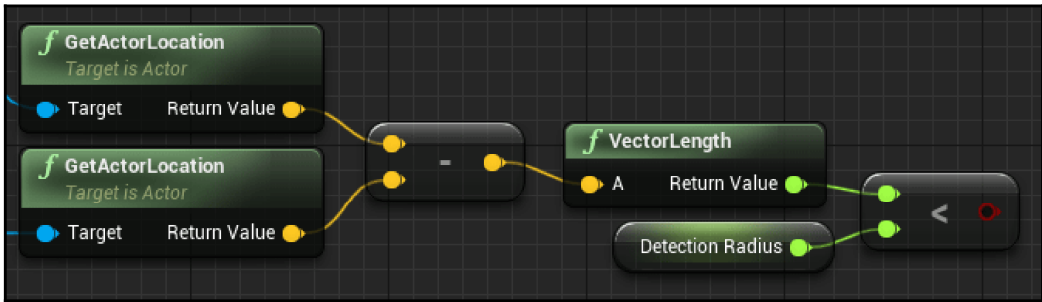 f GetActorLocation
Target is Actor
Target Return Value
f GetActorLocation
Target is Actor
Target Return Value
-
f VectorLength
A Return Value
Detection Radius
<